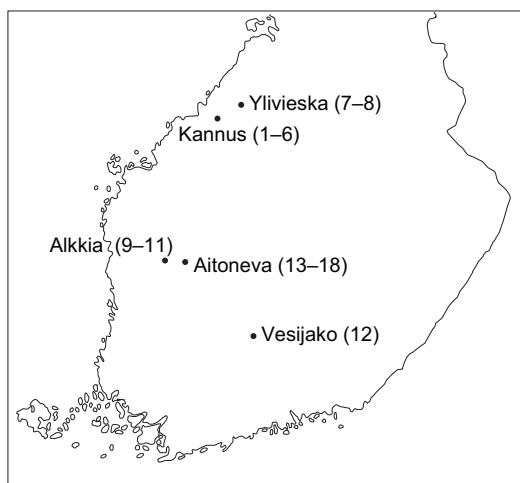 Ylivieska (7–8)
Kannus (1–6)
Alkkia (9–11)
Aitoneva (13–18)
Vesijako (12)